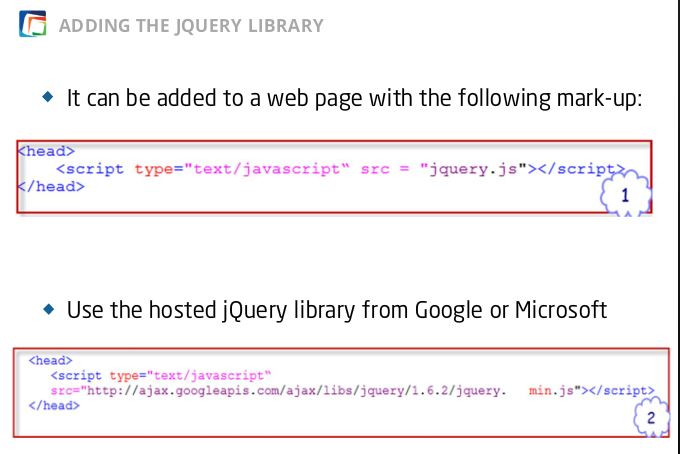 ADDING THE JQUERY LIBRARY
It can be added to a web page with the following mark-up:
<head>
<script type="text/javascript“ src = "jquery.js"></script>
</head>
1
Use the hosted jQuery library from Google or Microsoft
<head>
<script type="text/javascript“
src="http://ajax.googleapis.com/ajax/libs/jquery/1.6.2/jquery. min.js"></script>
</head>
2